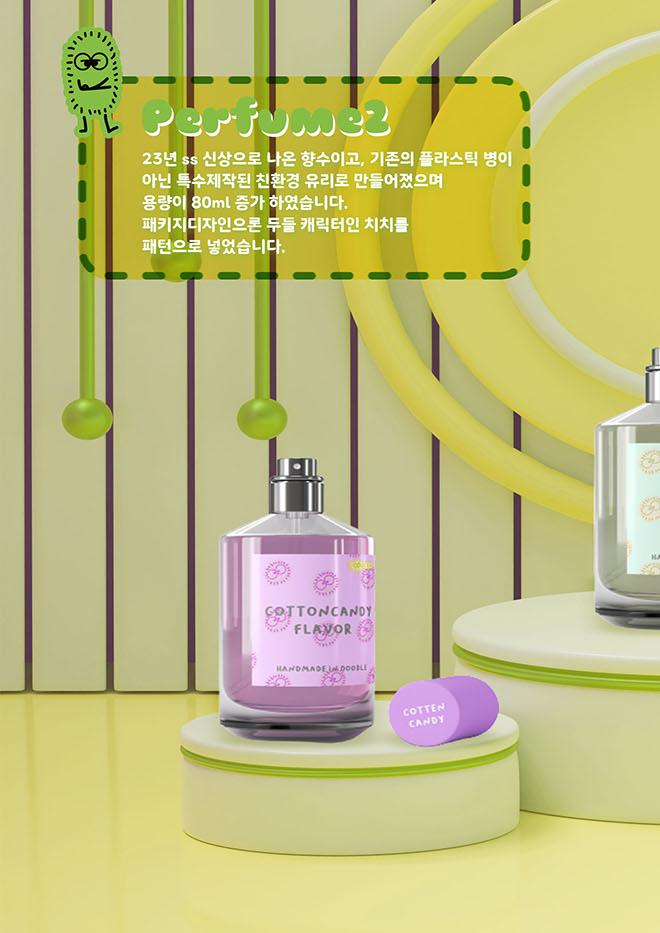 Perfume2
23년 ss 신상으로 나온 향수이고, 기존의 플라스틱 병이
아닌 특수제작된 친환경 유리로 만들어졌으며
용량이 80ml 증가 하였습니다.
패키지디자인으론 두들 캐릭터인 치치를
패턴으로 넣었습니다.
COTTONCANDY
FLAVOR
HANDMADE IN DOODLE
COTTEN
CANDY